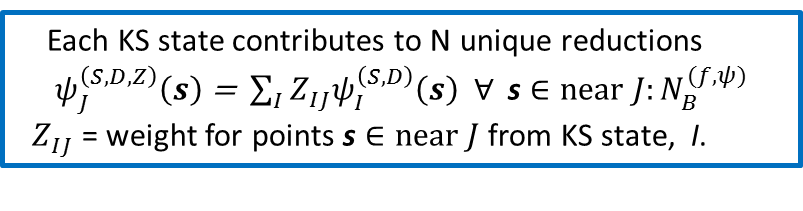 Each KS state contributes to N unique reductions
ψ_J^(S,D,Z)(s) = ∑_I Z_IJ ψ_I^(S,D)(s) ∀ s ∈ near J: N_B^(f,ψ)
Z_IJ = weight for points s ∈ near J from KS state, I.